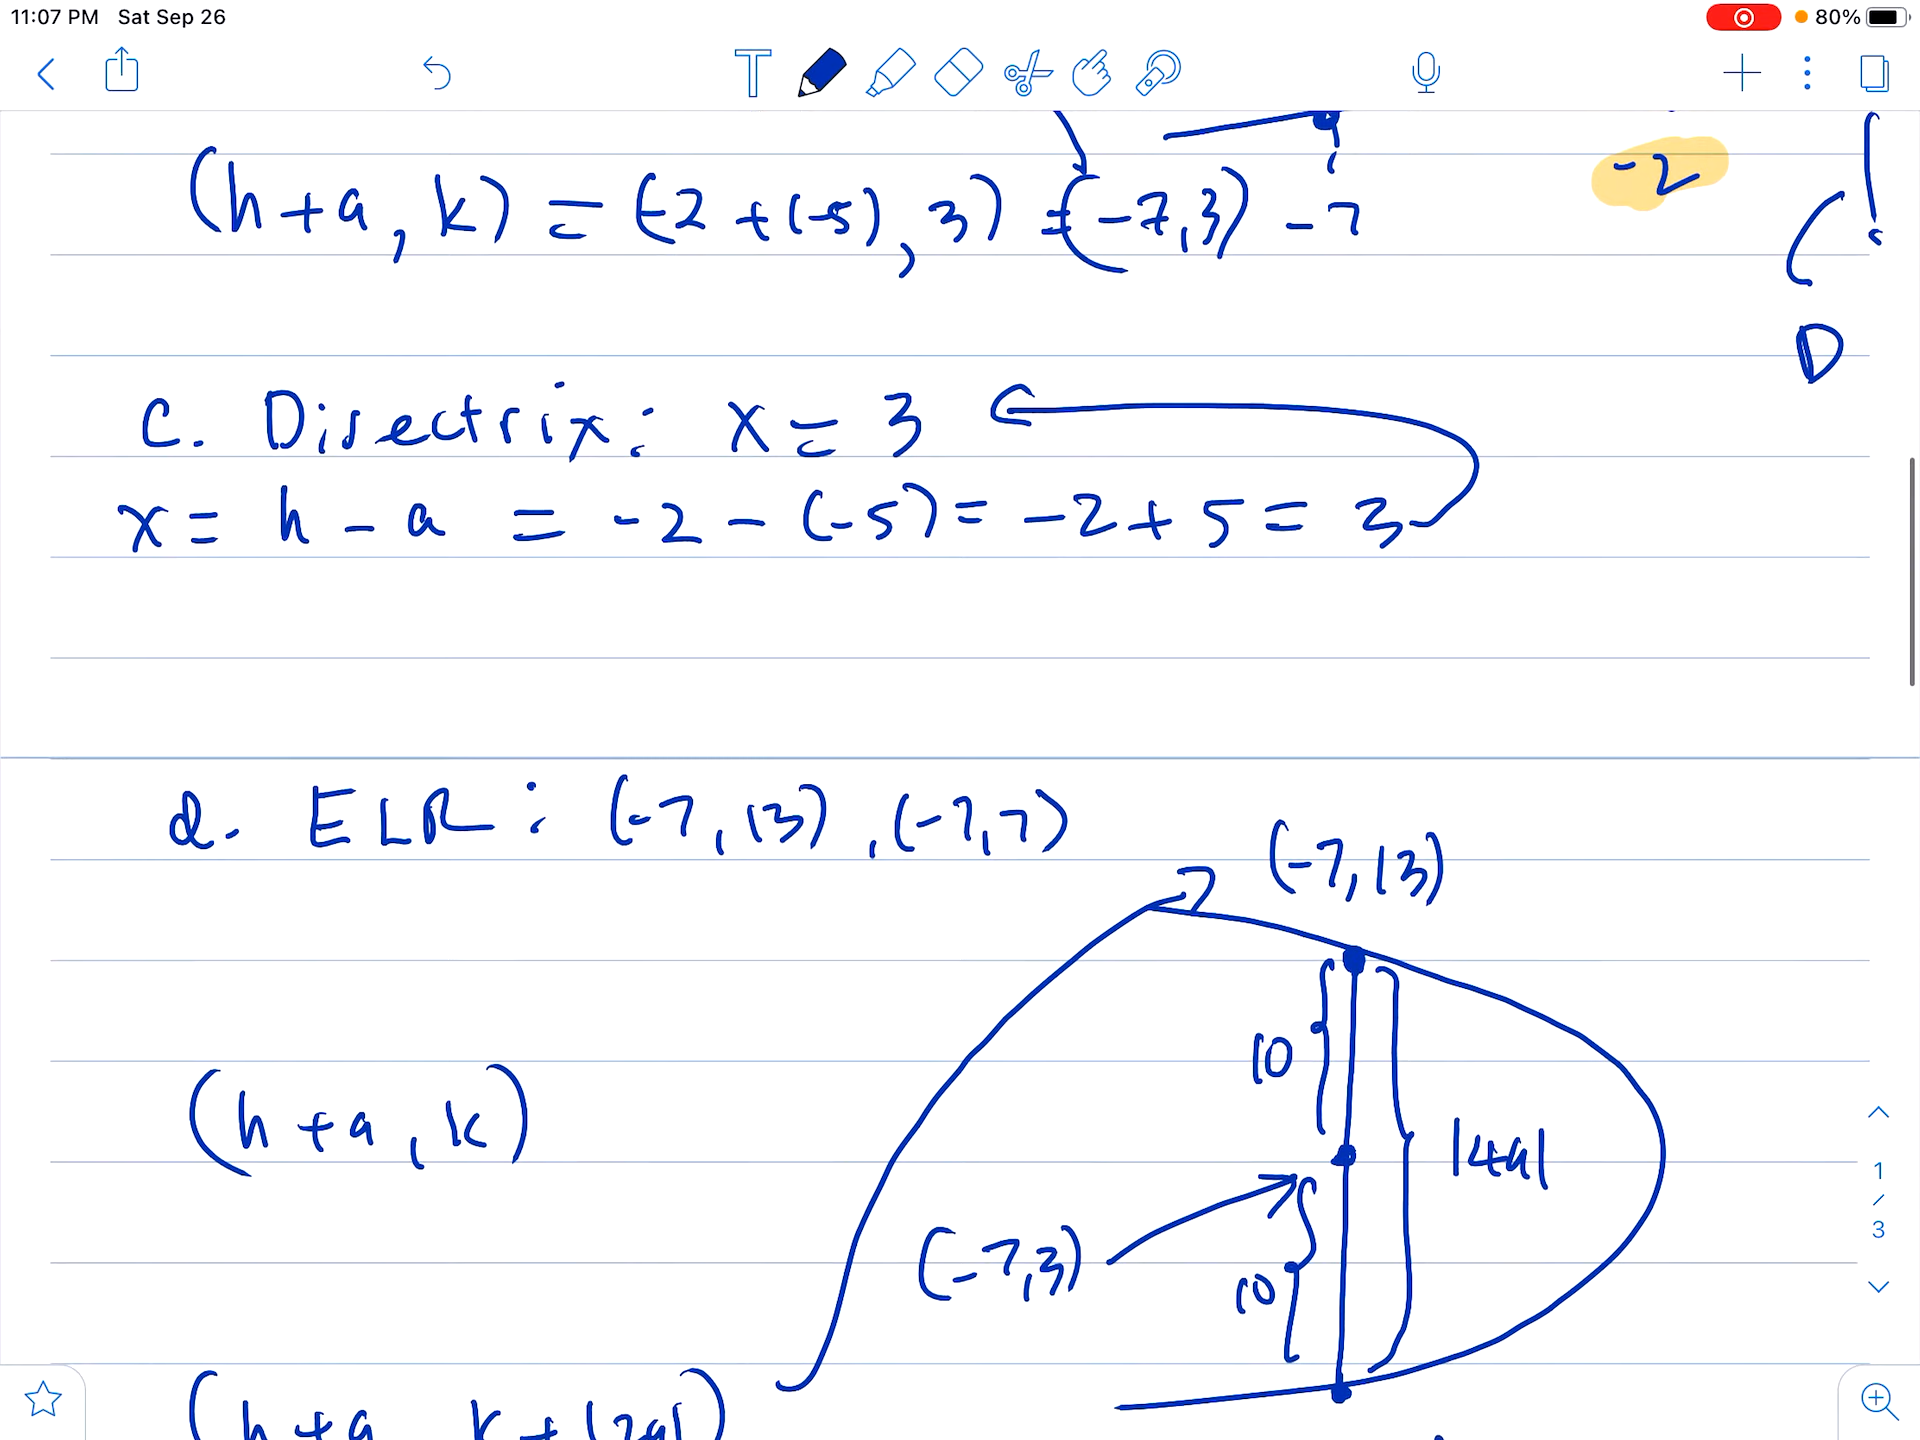 11:07 PM Sat Sep 26
80%
T
(h+a, k) = (-2 + (-5), 3) = (-7, 3) -7
-2
D
c. Directrix: x = 3
x = h - a = -2 - (-5) = -2 + 5 = 3
d. ELR: (-7, 13), (-7, 7)
(-7, 13)
10
(h+a, k)
|4a|
1
/
3
(-7, 3)
10
(h+a k+|2a|)